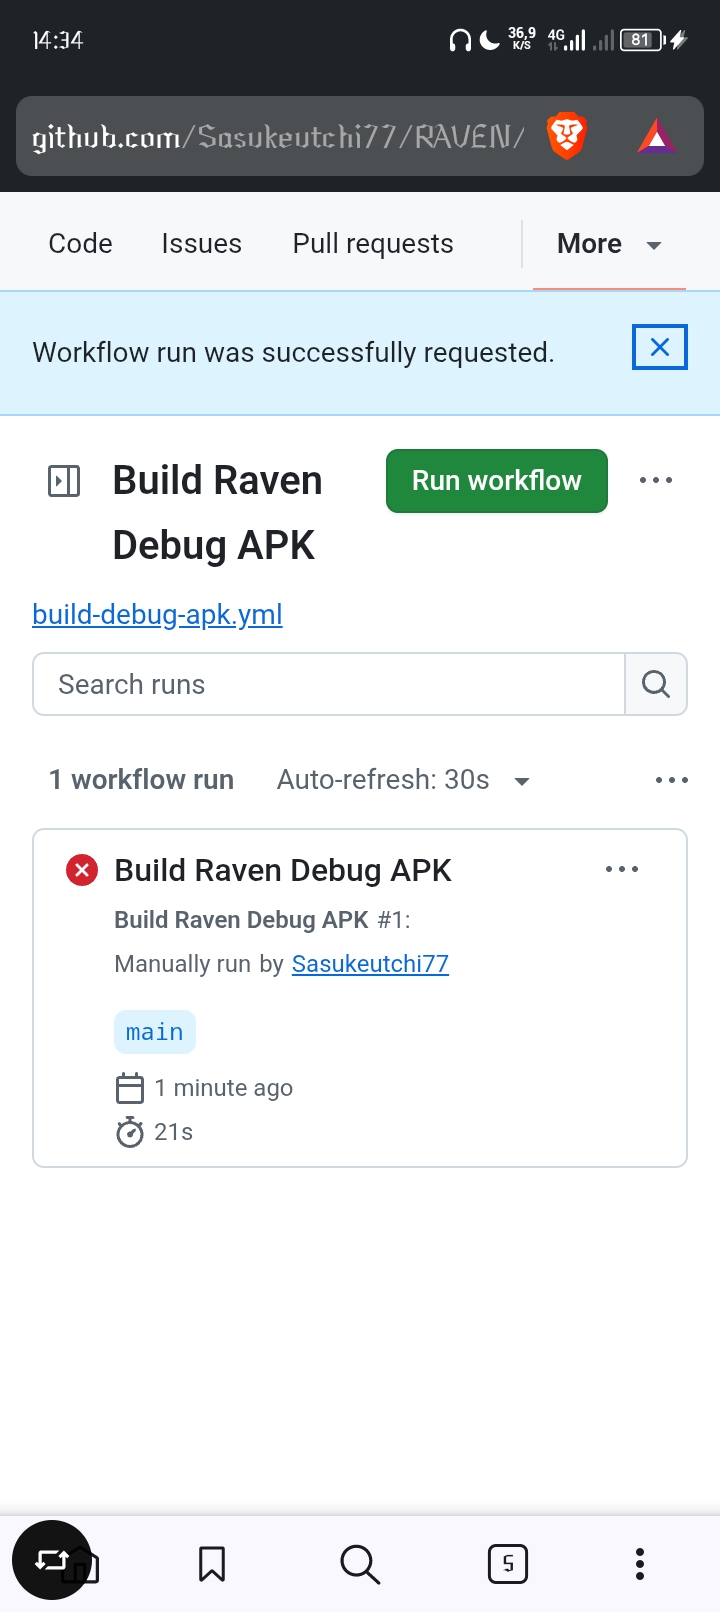 14:34
36,9 K/S 4G 81
github.com/Sasukeutchi77/RAVEN/
Code Issues Pull requests More
Workflow run was successfully requested.
Build Raven Run workflow
Debug APK
build-debug-apk.yml
Search runs
1 workflow run Auto-refresh: 30s
Build Raven Debug APK
Build Raven Debug APK #1:
Manually run by Sasukeutchi77
main
1 minute ago
21s
5